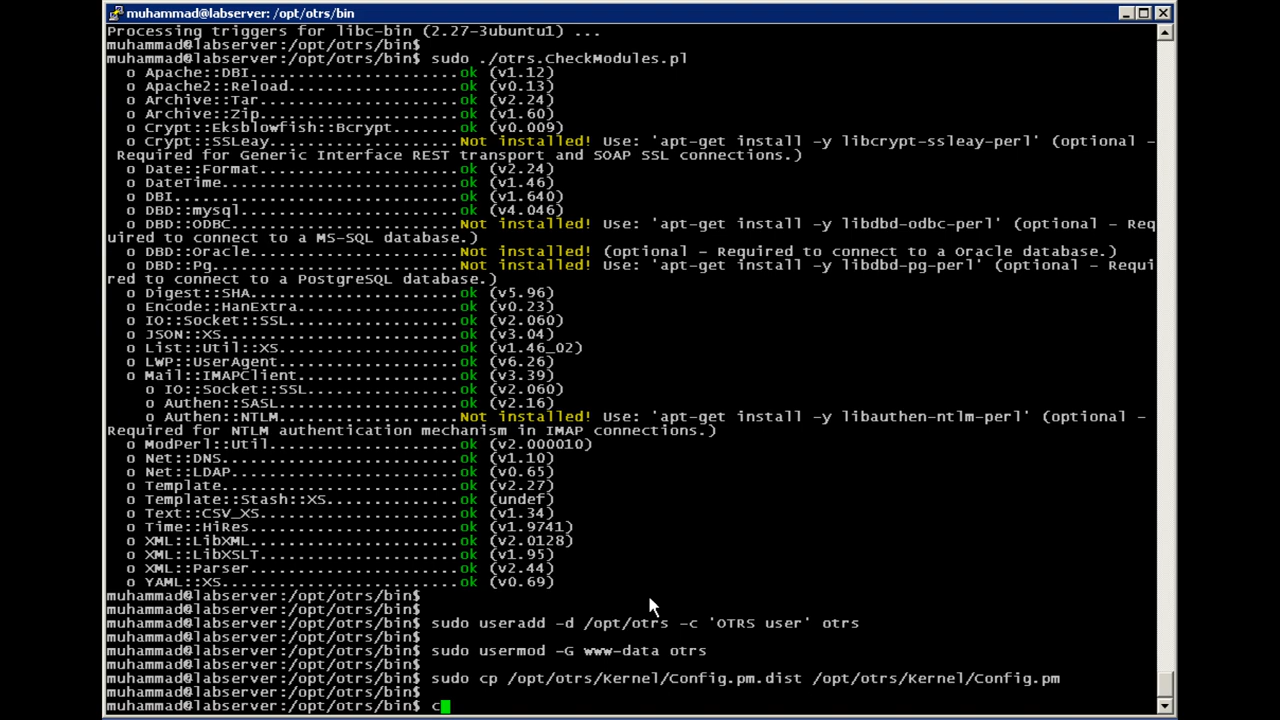 muhammad@labserver: /opt/otrs/bin
Processing triggers for libc-bin (2.27-3ubuntu1) ...
muhammad@labserver:/opt/otrs/bin$
muhammad@labserver:/opt/otrs/bin$ sudo ./otrs.CheckModules.pl
o Apache::DBI......................ok (v1.12)
o Apache2::Reload..................ok (v0.13)
o Archive::Tar.....................ok (v2.24)
o Archive::Zip.....................ok (v1.60)
o Crypt::Eksblowfish::Bcrypt.......ok (v0.009)
o Crypt::SSLeay....................Not installed! Use: 'apt-get install -y libcrypt-ssleay-perl' (optional -
Required for Generic Interface REST transport and SOAP SSL connections.)
o Date::Format.....................ok (v2.24)
o DateTime.........................ok (v1.46)
o DBI..............................ok (v1.640)
o DBD::mysql.......................ok (v4.046)
o DBD::ODBC........................Not installed! Use: 'apt-get install -y libdbd-odbc-perl' (optional - Req
uired to connect to a MS-SQL database.)
o DBD::Oracle......................Not installed! (optional - Required to connect to a Oracle database.)
o DBD::Pg..........................Not installed! Use: 'apt-get install -y libdbd-pg-perl' (optional - Requi
red to connect to a PostgreSQL database.)
o Digest::SHA......................ok (v5.96)
o Encode::HanExtra.................ok (v0.23)
o IO::Socket::SSL..................ok (v2.060)
o JSON::XS.........................ok (v3.04)
o List::Util::XS...................ok (v1.46_02)
o LWP::UserAgent...................ok (v6.26)
o Mail::IMAPClient.................ok (v3.39)
o IO::Socket::SSL................ok (v2.060)
o Authen::SASL...................ok (v2.16)
o Authen::NTLM...................Not installed! Use: 'apt-get install -y libauthen-ntlm-perl' (optional -
Required for NTLM authentication mechanism in IMAP connections.)
o ModPerl::Util....................ok (v2.000010)
o Net::DNS.........................ok (v1.10)
o Net::LDAP........................ok (v0.65)
o Template.........................ok (v2.27)
o Template::Stash::XS..............ok (undef)
o Text::CSV_XS.....................ok (v1.34)
o Time::HiRes......................ok (v1.9741)
o XML::LibXML......................ok (v2.0128)
o XML::LibXSLT.....................ok (v1.95)
o XML::Parser......................ok (v2.44)
o YAML::XS.........................ok (v0.69)
muhammad@labserver:/opt/otrs/bin$
muhammad@labserver:/opt/otrs/bin$
muhammad@labserver:/opt/otrs/bin$ sudo useradd -d /opt/otrs -c 'OTRS user' otrs
muhammad@labserver:/opt/otrs/bin$
muhammad@labserver:/opt/otrs/bin$ sudo usermod -G www-data otrs
muhammad@labserver:/opt/otrs/bin$
muhammad@labserver:/opt/otrs/bin$ sudo cp /opt/otrs/Kernel/Config.pm.dist /opt/otrs/Kernel/Config.pm
muhammad@labserver:/opt/otrs/bin$
muhammad@labserver:/opt/otrs/bin$ c